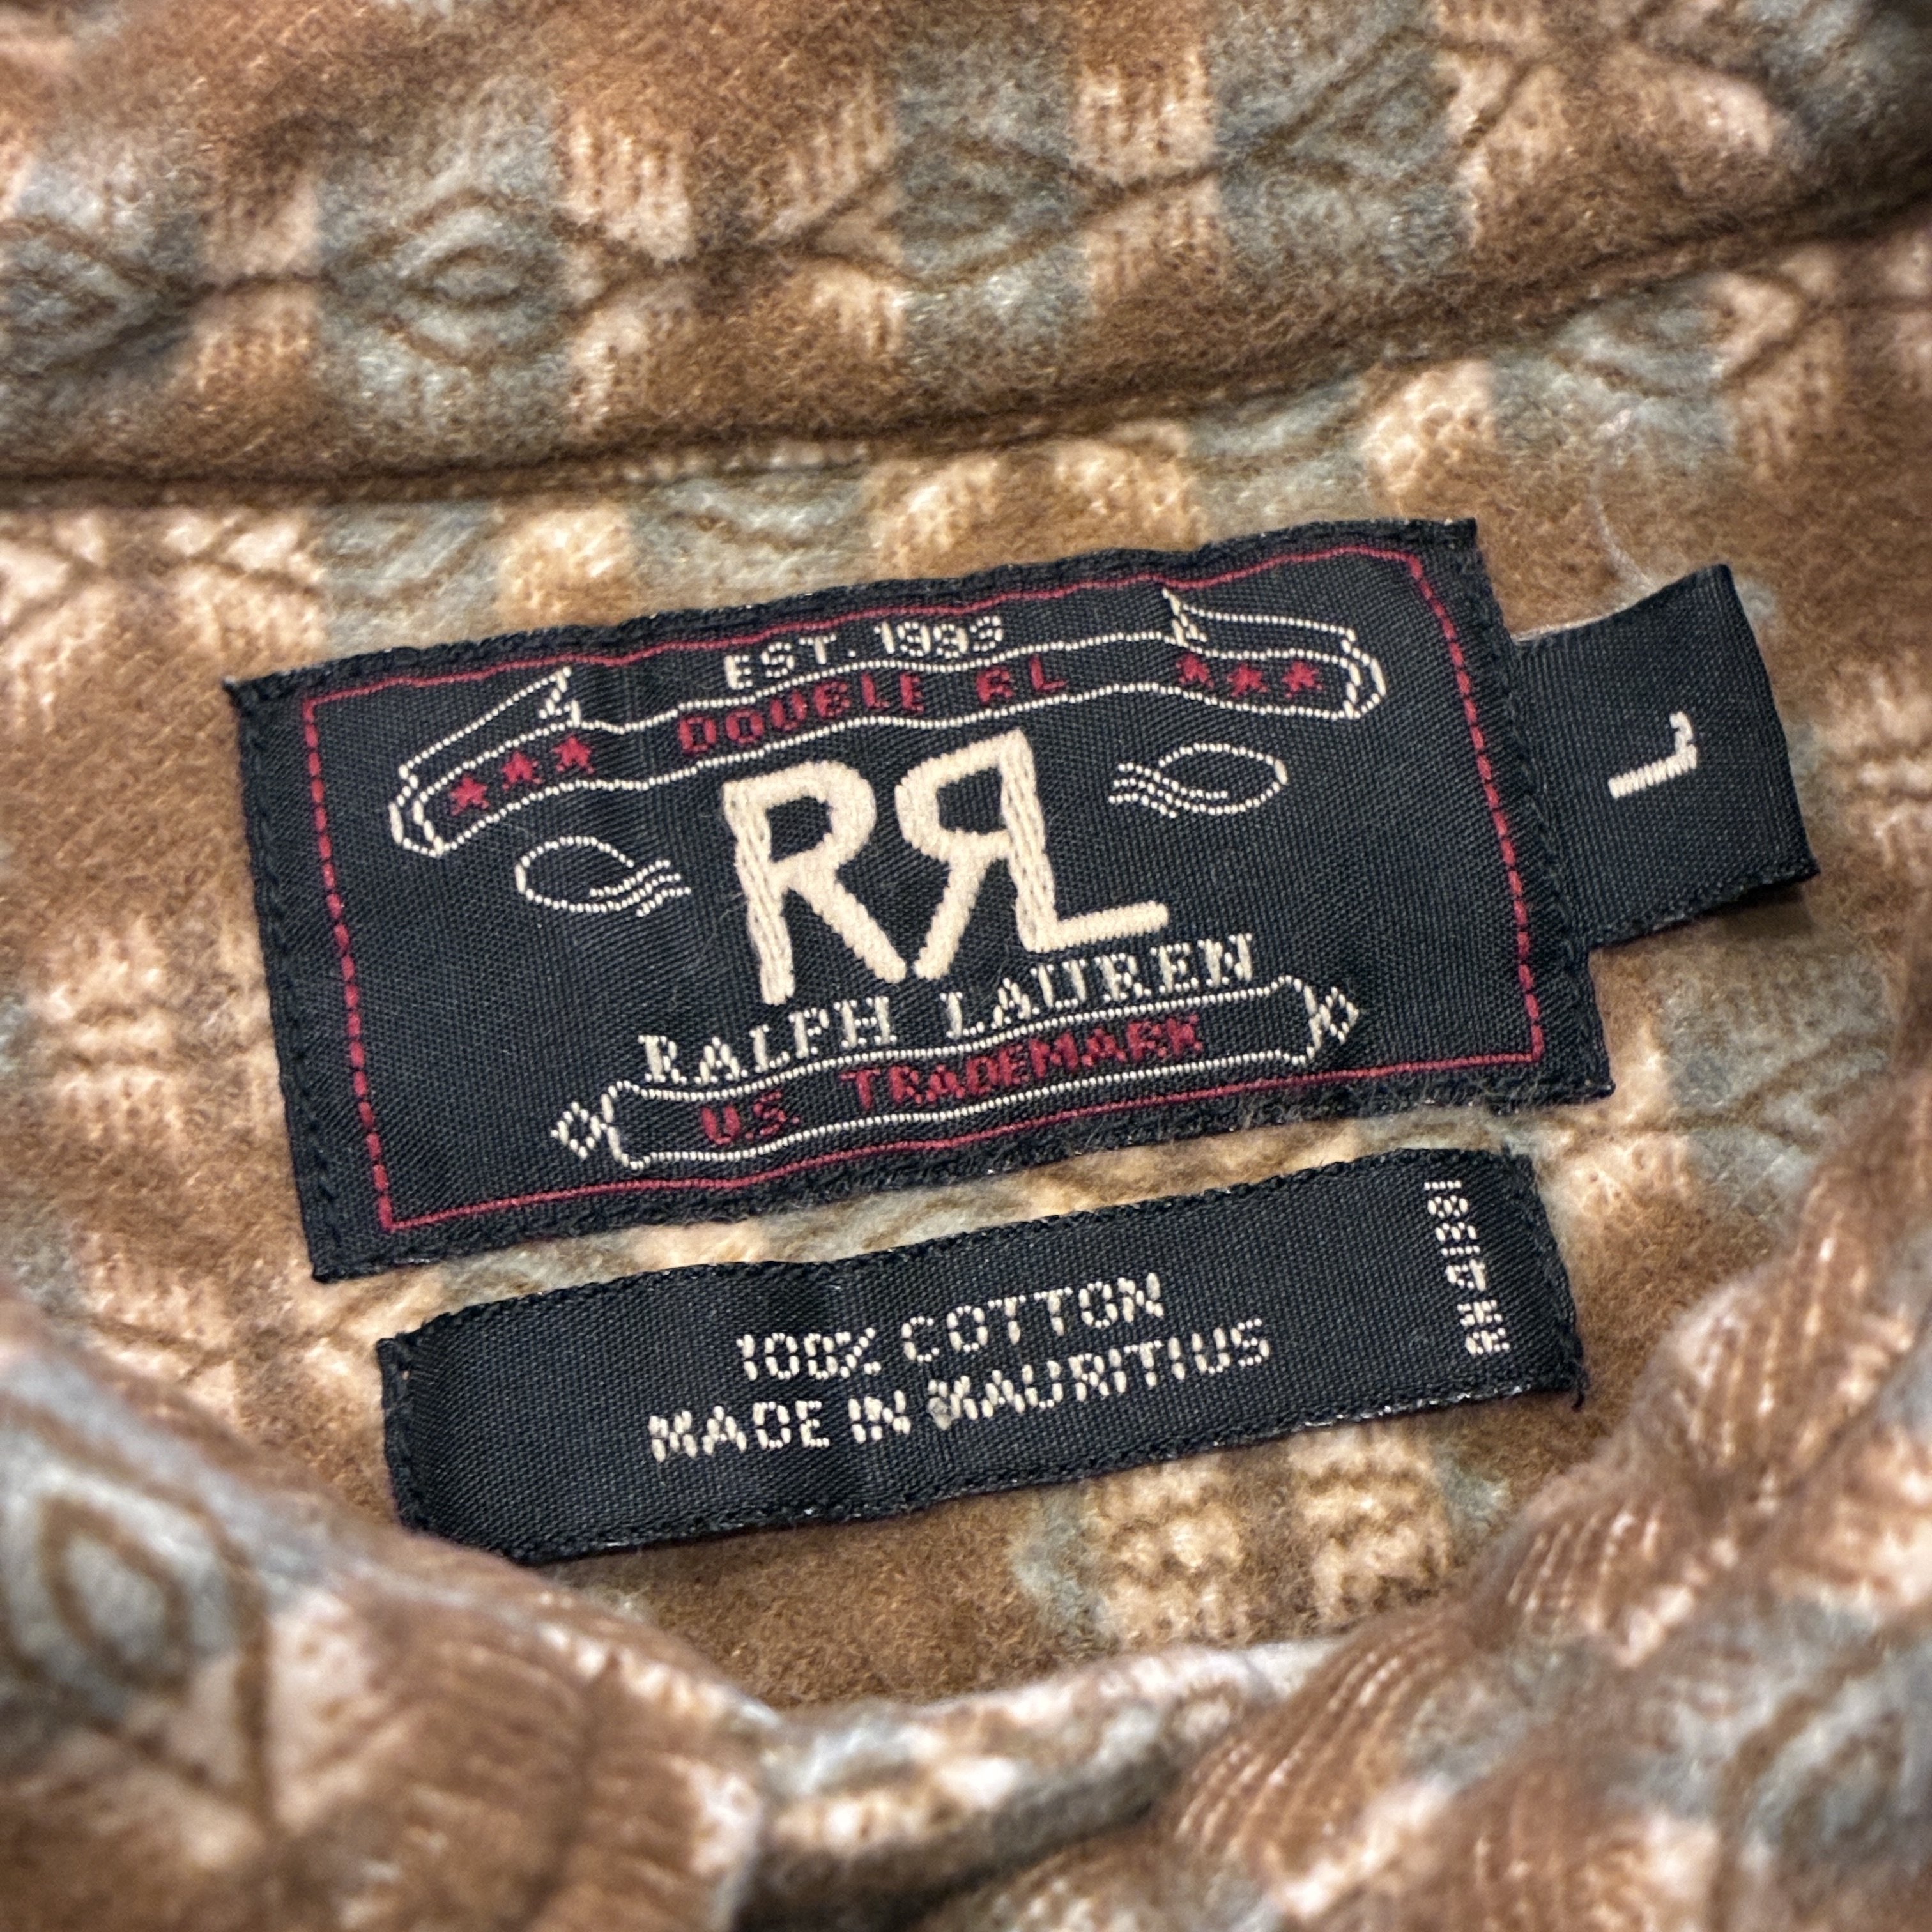 EST. 1993
DOUBLE RL
RRL
RALPH LAUREN
U.S. TRADEMARK
L
100% COTTON
MADE IN MAURITIUS
RN 41381